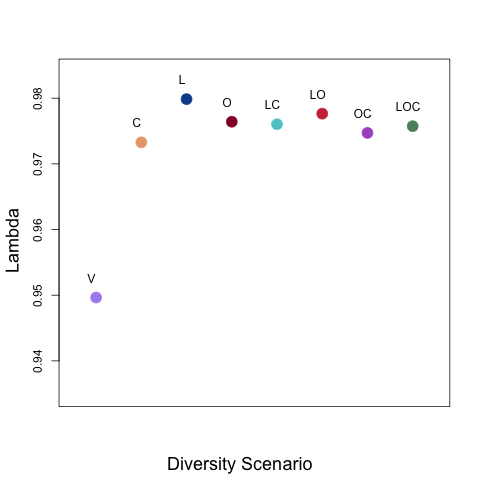 Lambda
0.98
0.97
0.96
0.95
0.94
V
C
L
O
LC
LO
OC
LOC
Diversity Scenario